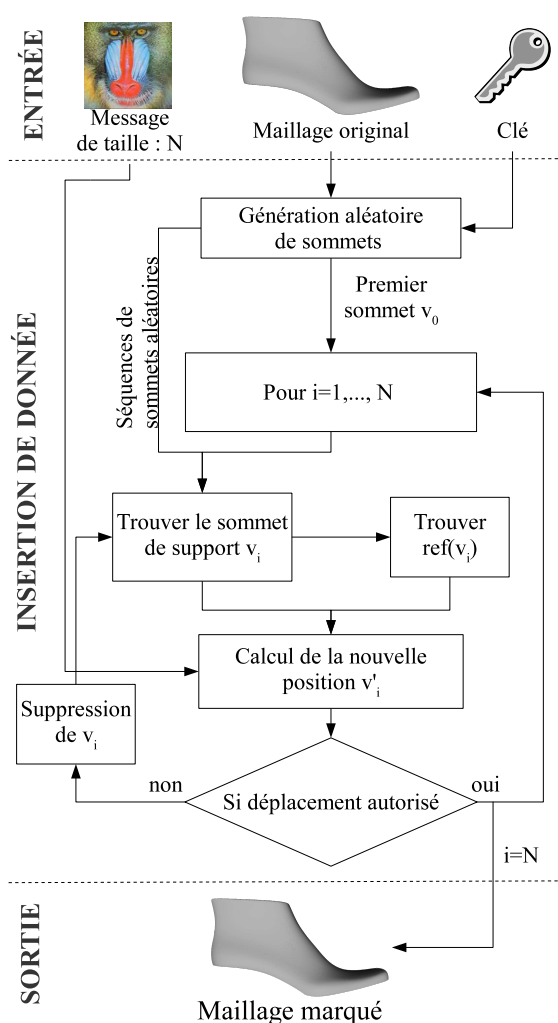 ENTRÉE
Message
de taille : N
Maillage original
Clé
INSERTION DE DONNÉE
Génération aléatoire
de sommets
Séquences de
sommets aléatoires
Premier
sommet v₀
Pour i=1,..., N
Trouver le sommet
de support vᵢ
Trouver
ref(vᵢ)
Calcul de la nouvelle
position v'ᵢ
Suppression
de vᵢ
non
Si déplacement autorisé
oui
i=N
SORTIE
Maillage marqué